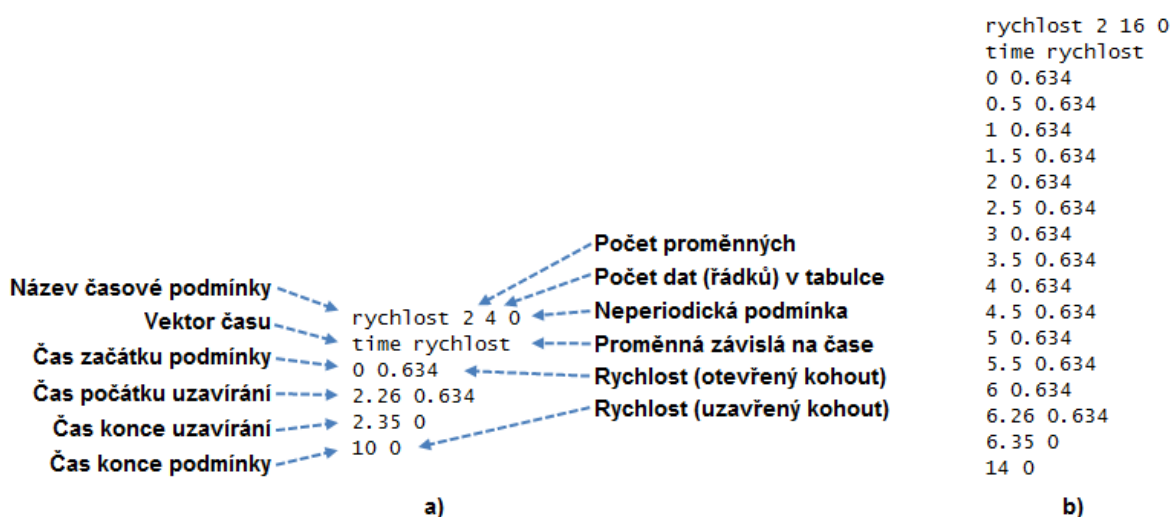 Název časové podmínky
Vektor času
Čas začátku podmínky
Čas počátku uzavírání
Čas konce uzavírání
Čas konce podmínky
rychlost 2 4 0
time rychlost
0 0.634
2.26 0.634
2.35 0
10 0
Počet proměnných
Počet dat (řádků) v tabulce
Neperiodická podmínka
Proměnná závislá na čase
Rychlost (otevřený kohout)
Rychlost (uzavřený kohout)
a)
rychlost 2 16 0
time rychlost
0 0.634
0.5 0.634
1 0.634
1.5 0.634
2 0.634
2.5 0.634
3 0.634
3.5 0.634
4 0.634
4.5 0.634
5 0.634
5.5 0.634
6 0.634
6.26 0.634
6.35 0
14 0
b)